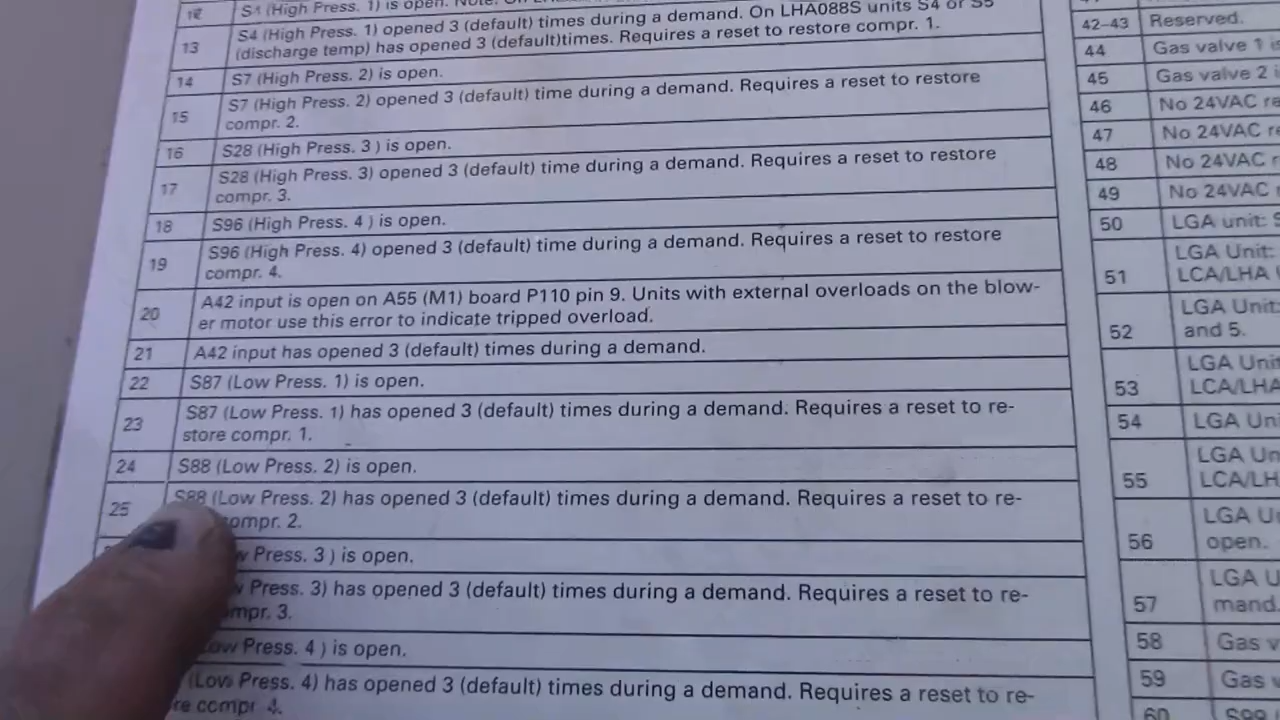 12
S4 (High Press. 1) is open. Note:
13
S4 (High Press. 1) opened 3 (default) times during a demand. On LHA088S units S4 or S5
(discharge temp) has opened 3 (default)times. Requires a reset to restore compr. 1.
14
S7 (High Press. 2) is open.
15
S7 (High Press. 2) opened 3 (default) time during a demand. Requires a reset to restore
compr. 2.
16
S28 (High Press. 3 ) is open.
17
S28 (High Press. 3) opened 3 (default) time during a demand. Requires a reset to restore
compr. 3.
18
S96 (High Press. 4 ) is open.
19
S96 (High Press. 4) opened 3 (default) time during a demand. Requires a reset to restore
compr. 4.
20
A42 input is open on A55 (M1) board P110 pin 9. Units with external overloads on the blow-
er motor use this error to indicate tripped overload.
21
A42 input has opened 3 (default) times during a demand.
22
S87 (Low Press. 1) is open.
23
S87 (Low Press. 1) has opened 3 (default) times during a demand. Requires a reset to re-
store compr. 1.
24
S88 (Low Press. 2) is open.
25
S88 (Low Press. 2) has opened 3 (default) times during a demand. Requires a reset to re-
compr. 2.
Press. 3 ) is open.
Press. 3) has opened 3 (default) times during a demand. Requires a reset to re-
mpr. 3.
Low Press. 4 ) is open.
(Low Press. 4) has opened 3 (default) times during a demand. Requires a reset to re-
re compr 4.
42–43 Reserved.
44 Gas valve 1
45 Gas valve 2
46 No 24VAC
47 No 24VAC
48 No 24VAC
49 No 24VAC
50 LGA unit:
51
LGA Unit:
LCA/LHA
52
LGA Unit:
and 5.
53
LGA Unit
LCA/LHA
54 LGA
55
LGA
56
LGA
open.
57
LGA
mand.
58 Gas
59 Gas
60